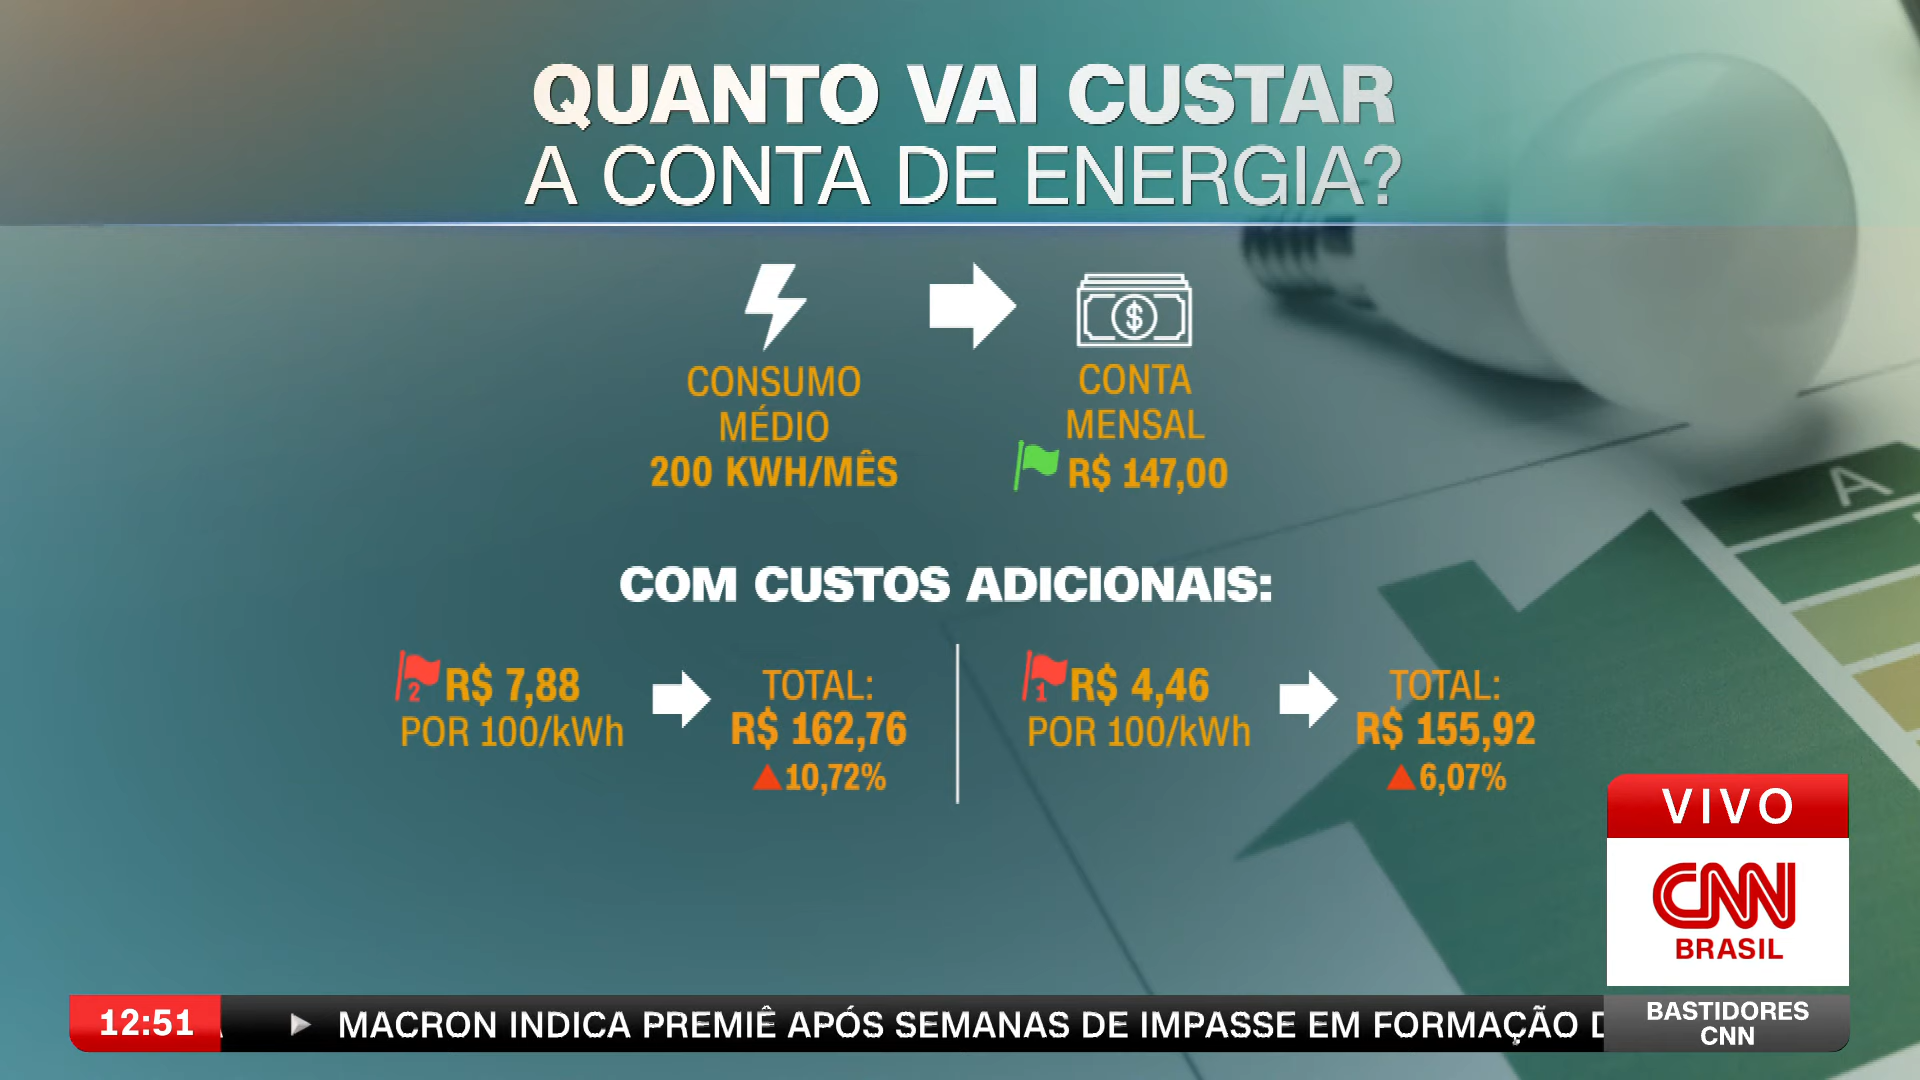 QUANTO VAI CUSTAR
A CONTA DE ENERGIA?
CONSUMO
MÉDIO
200 KWH/MÊS
CONTA
MENSAL
R$ 147,00
COM CUSTOS ADICIONAIS:
2 R$ 7,88
POR 100/kWh
TOTAL:
R$ 162,76
10,72%
1 R$ 4,46
POR 100/kWh
TOTAL:
R$ 155,92
6,07%
A
VIVO
CNN
BRASIL
12:51
MACRON INDICA PREMIÊ APÓS SEMANAS DE IMPASSE EM FORMAÇÃO
BASTIDORES
CNN